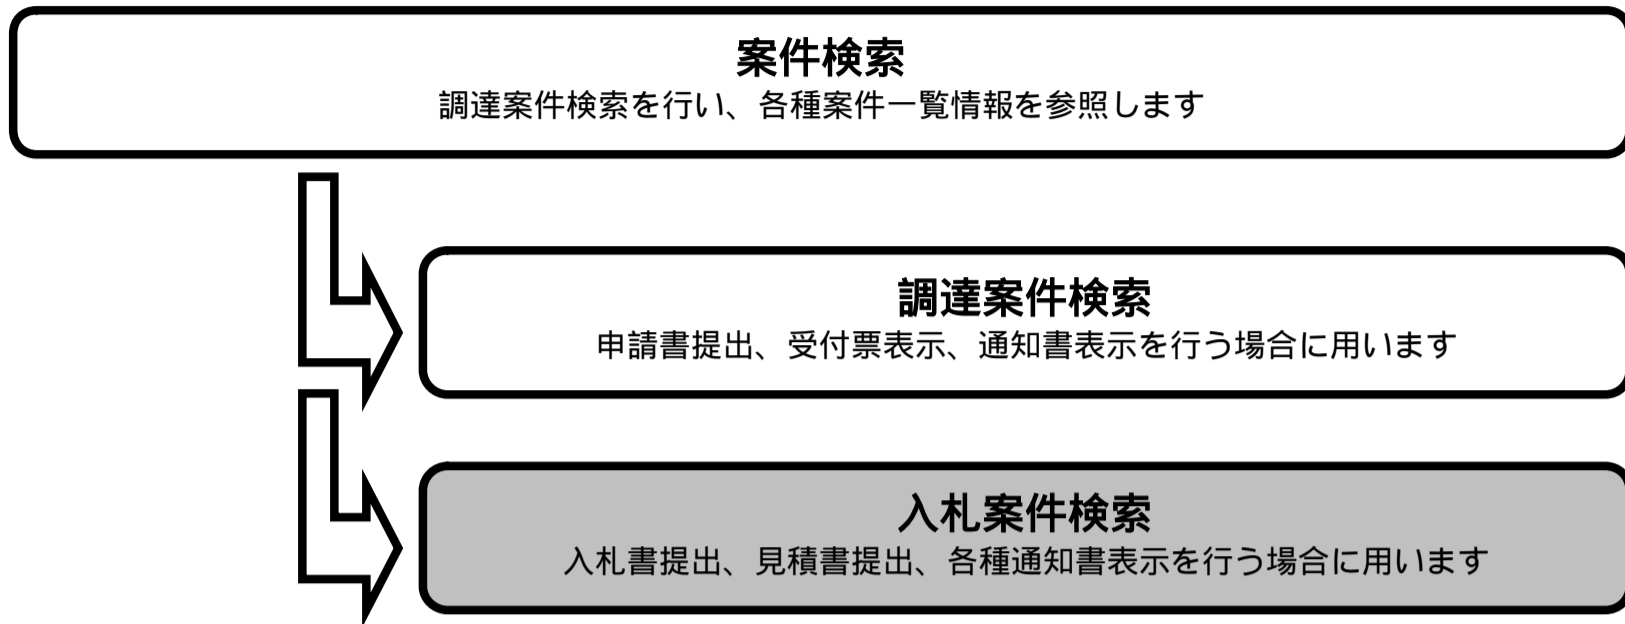 案件検索
調達案件検索を行い、各種案件一覧情報を参照します
調達案件検索
申請書提出、受付票表示、通知書表示を行う場合に用います
入札案件検索
入札書提出、見積書提出、各種通知書表示を行う場合に用います